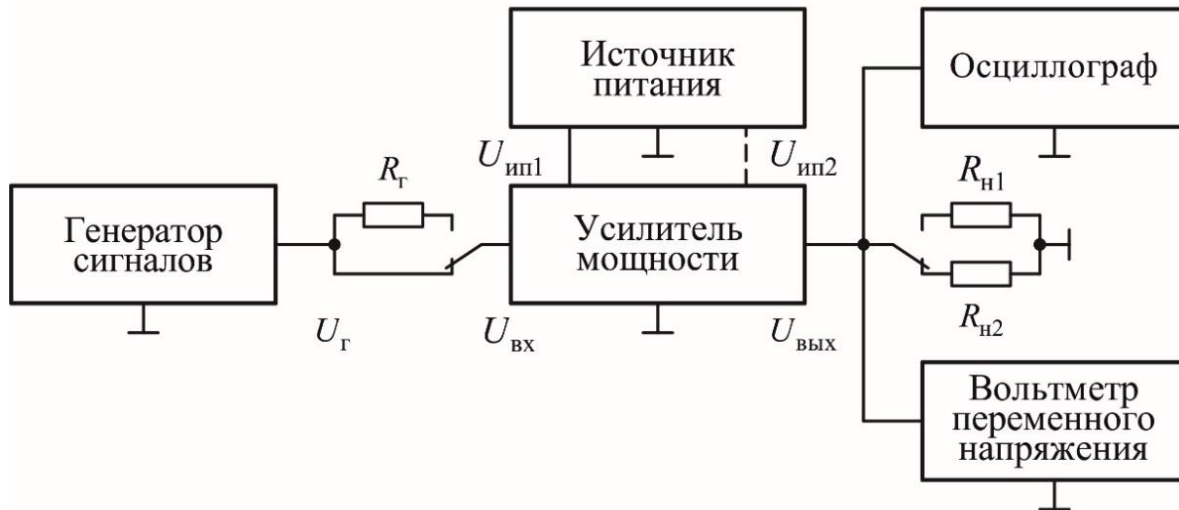 Источник
питания
Осциллограф
Uип1
Uип2
Rг
Rн1
Генератор
сигналов
Усилитель
мощности
Uг
Uвх
Uвых
Rн2
Вольтметр
переменного
напряжения